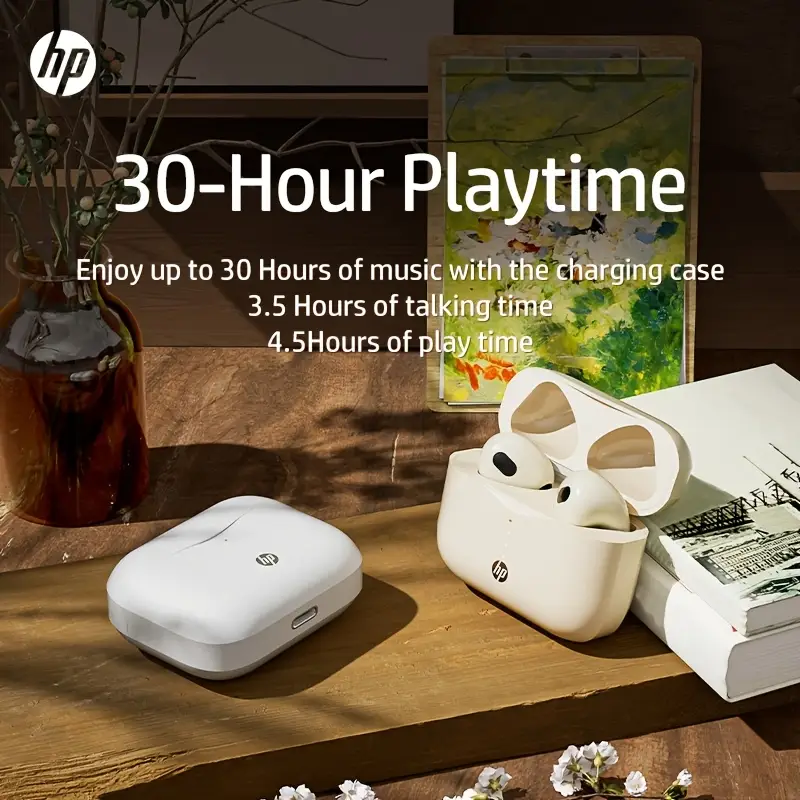 hp
30-Hour Playtime
Enjoy up to 30 Hours of music with the charging case
3.5 Hours of talking time
4.5Hours of play time
hp
hp